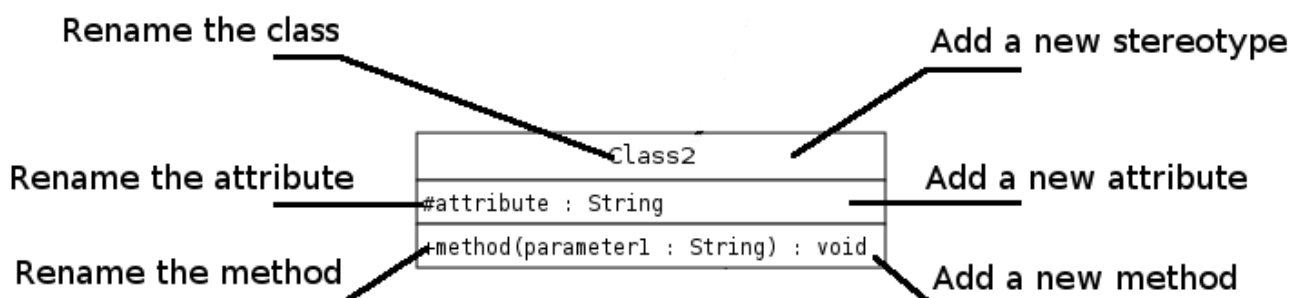 Rename the class
Add a new stereotype
Class2
Rename the attribute
Add a new attribute
#attribute : String
+method(parameter1 : String) : void
Rename the method
Add a new method